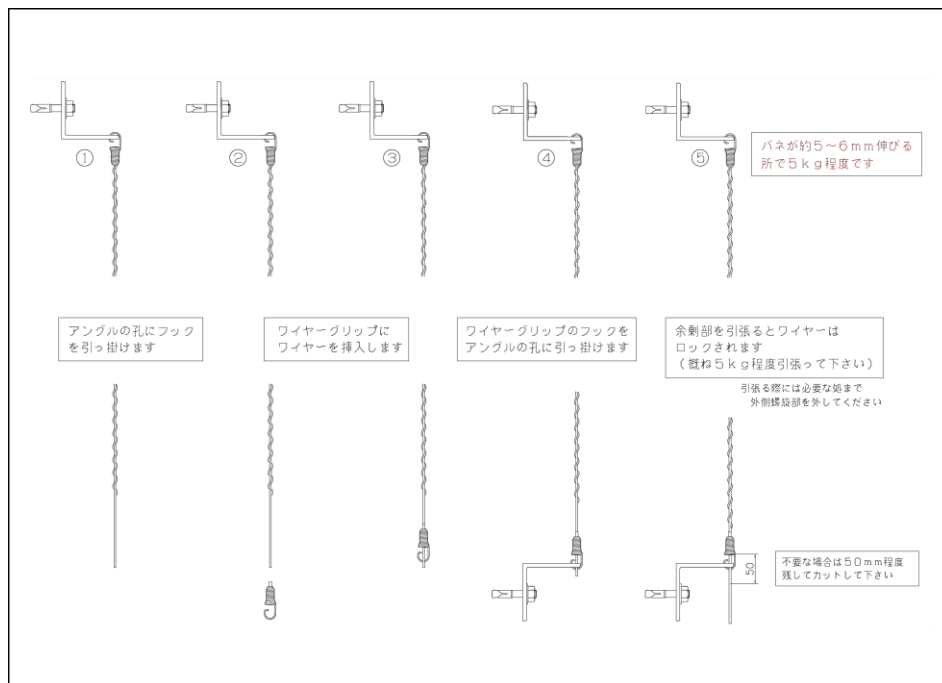 ① ② ③ ④ ⑤
バネが約5~6mm伸びる
所で5kg程度です
アングルの孔にフック
を引っ掛けます
ワイヤーグリップに
ワイヤーを挿入します
ワイヤーグリップのフックを
アングルの孔に引っ掛けます
余剰部を引張るとワイヤーは
ロックされます
(概ね5kg程度引張って下さい)
引張る際には必要な処まで
外側螺旋部を外してください
50
不要な場合は50mm程度
残してカットして下さい